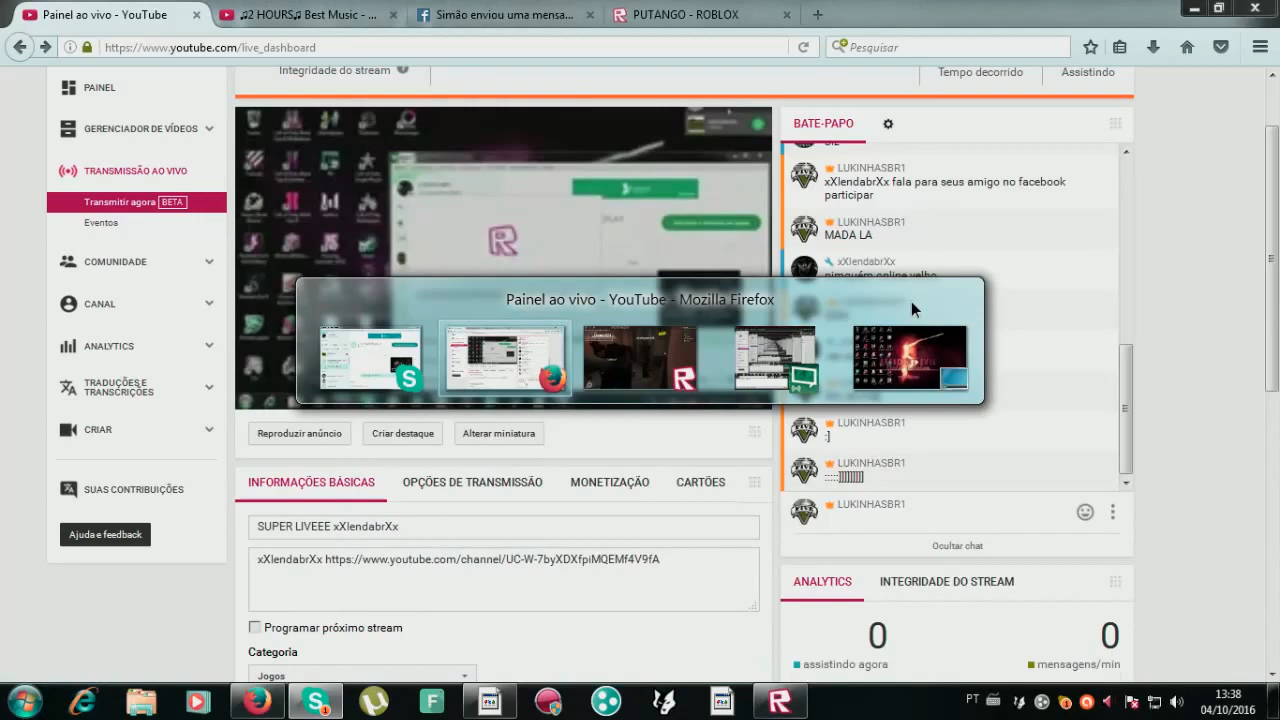 Painel ao vivo - YouTube
♫2 HOURS♫ Best Music - ...
Simão enviou uma mensa...
PUTANGO - ROBLOX
https://www.youtube.com/live_dashboard
Pesquisar
Integridade do stream
Tempo decorrido
Assistindo
PAINEL
GERENCIADOR DE VÍDEOS
TRANSMISSÃO AO VIVO
Transmitir agora BETA
Eventos
COMUNIDADE
CANAL
ANALYTICS
TRADUÇÕES E
TRANSCRIÇÕES
CRIAR
SUAS CONTRIBUIÇÕES
Ajuda e feedback
BATE-PAPO
LUKINHASBR1
xXlendabrXx fala para seus amigo no facebook
participar
LUKINHASBR1
MADA LA
xXlendabrXx
nimguém online velho
Painel ao vivo - YouTube - Mozilla Firefox
LUKINHASBR1
:]
LUKINHASBR1
:::::]]]]]]]]]
LUKINHASBR1
Ocultar chat
Reproduzir anúncio
Criar destaque
Alterar miniatura
INFORMAÇÕES BÁSICAS
OPÇÕES DE TRANSMISSÃO
MONETIZAÇÃO
CARTÕES
SUPER LIVEEE xXlendabrXx
xXlendabrXx https://www.youtube.com/channel/UC-W-7byXDXfpiMQEMf4V9fA
Programar próximo stream
Categoria
Jogos
ANALYTICS
INTEGRIDADE DO STREAM
0
0
assistindo agora
mensagens/min
PT
13:38
04/10/2016